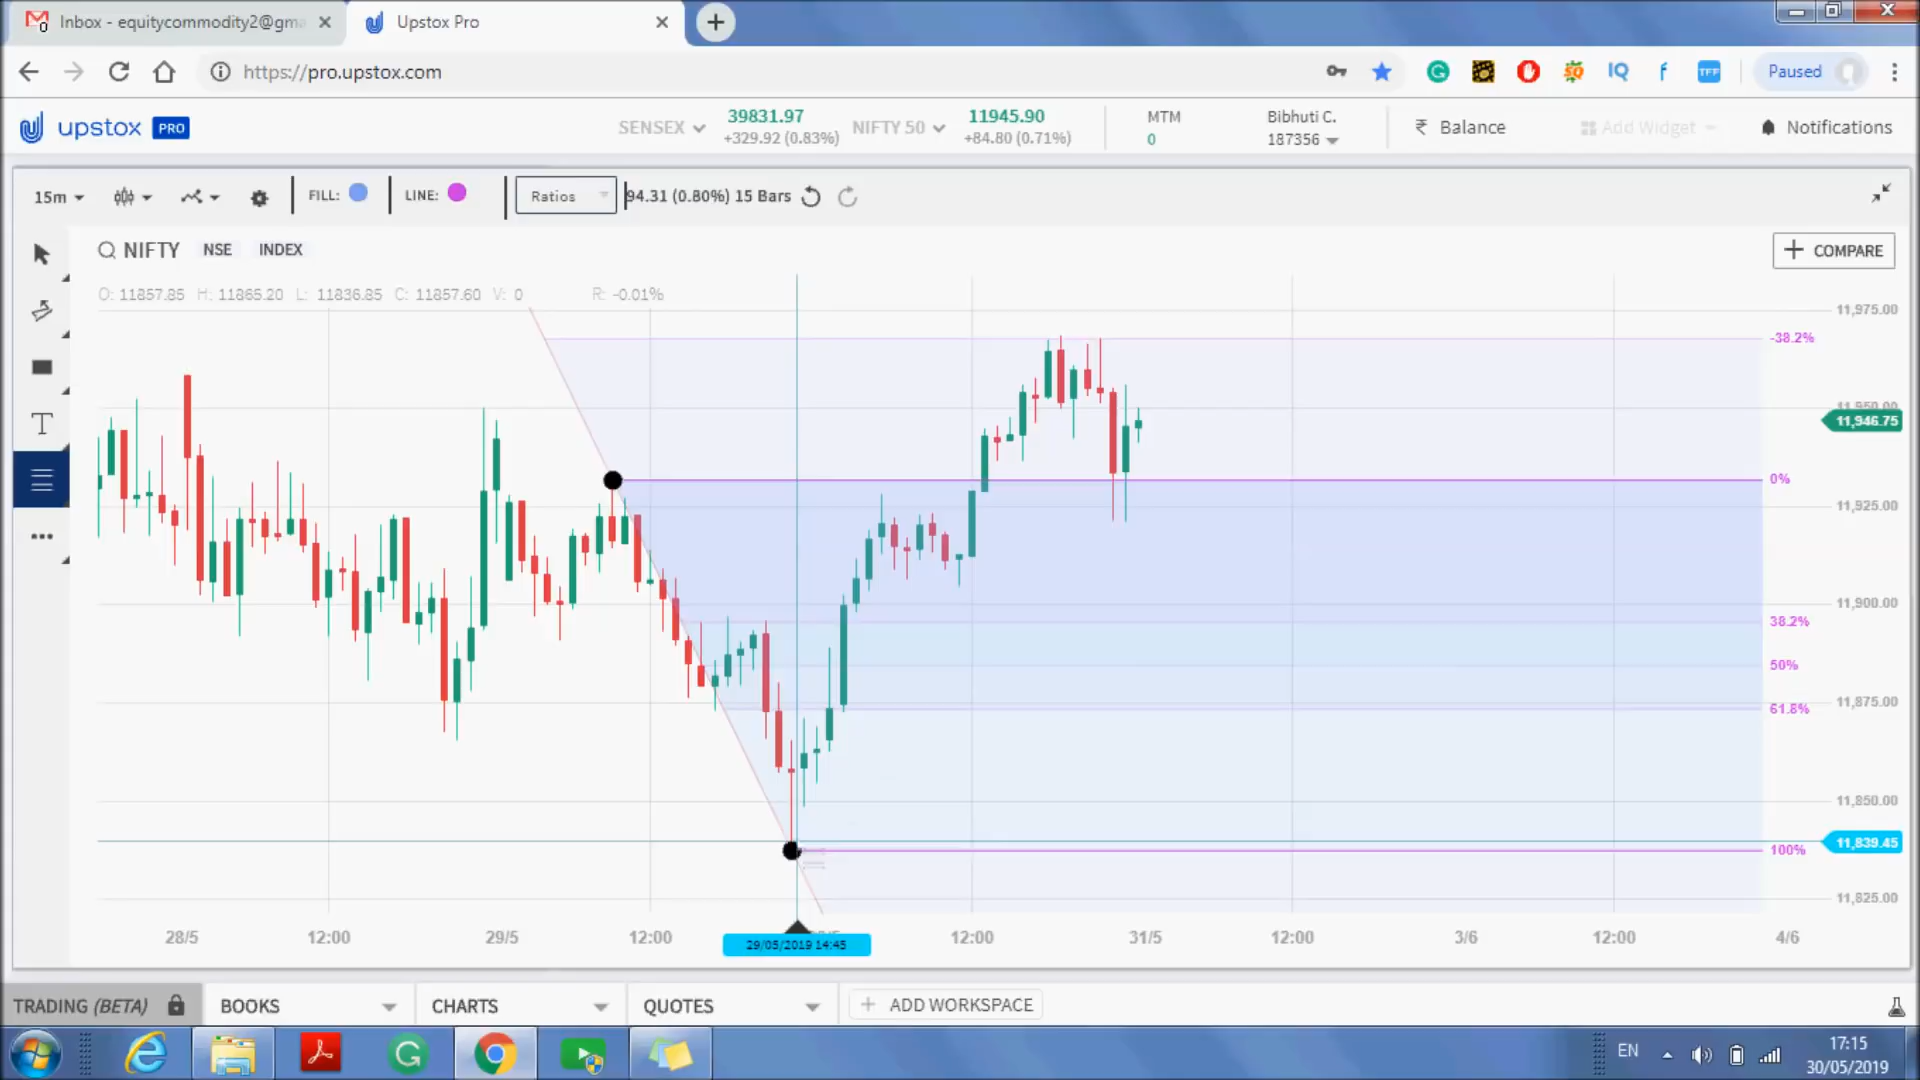 Inbox - equitycommodity2@gma
Upstox Pro
https://pro.upstox.com
Paused
upstox PRO
SENSEX 39831.97 +329.92 (0.83%)
NIFTY 50 11945.90 +84.80 (0.71%)
MTM 0
Bibhuti C. 187356
₹ Balance
Add Widget
Notifications
15m
FILL:
LINE:
Ratios
94.31 (0.80%) 15 Bars
NIFTY NSE INDEX
+ COMPARE
O: 11857.85 H: 11865.20 L: 11836.85 C: 11857.60 V: 0 R: -0.01%
11,975.00
-38.2%
11,950.00
11,946.75
0%
11,925.00
11,900.00
38.2%
50%
11,875.00
61.8%
11,850.00
11,839.45
100%
11,825.00
28/5 12:00 29/5 12:00 12:00 31/5 12:00 3/6 12:00 4/6
29/05/2019 14:45
TRADING (BETA) BOOKS CHARTS QUOTES + ADD WORKSPACE
EN
17:15
30/05/2019